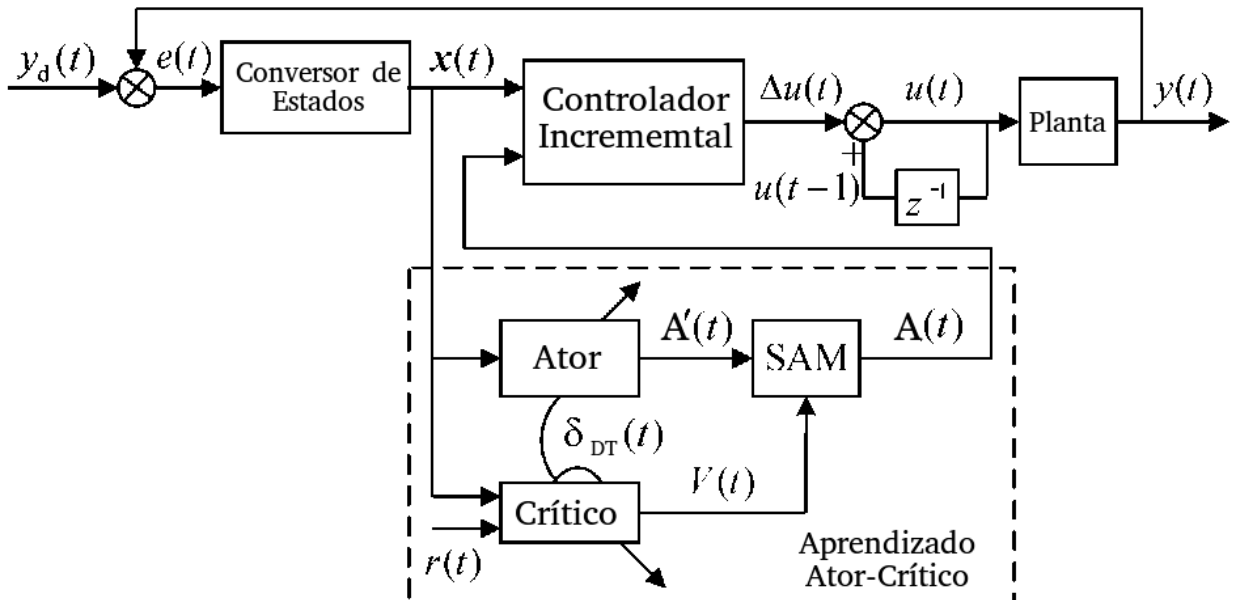 y_d(t)
e(t)
Conversor de
Estados
x(t)
Controlador
Incrememtal
Δu(t)
+
u(t-1)
u(t)
z⁻¹
Planta
y(t)
Ator
A′(t)
SAM
A(t)
δ_DT(t)
Crítico
V(t)
r(t)
Aprendizado
Ator-Crítico